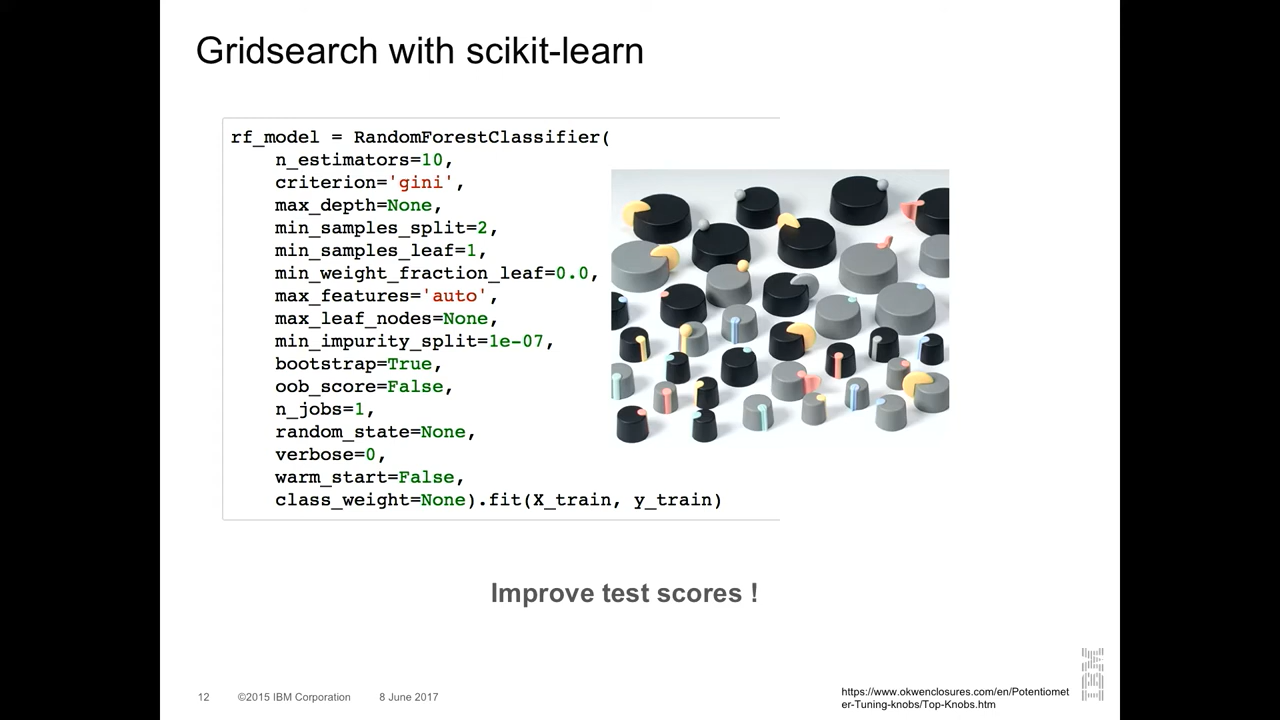 Gridsearch with scikit-learn
rf_model = RandomForestClassifier(
n_estimators=10,
criterion='gini',
max_depth=None,
min_samples_split=2,
min_samples_leaf=1,
min_weight_fraction_leaf=0.0,
max_features='auto',
max_leaf_nodes=None,
min_impurity_split=1e-07,
bootstrap=True,
oob_score=False,
n_jobs=1,
random_state=None,
verbose=0,
warm_start=False,
class_weight=None).fit(X_train, y_train)
Improve test scores !
12 ©2015 IBM Corporation 8 June 2017
https://www.okwenclosures.com/en/Potentiomet
er-Tuning-knobs/Top-Knobs.htm
IBM